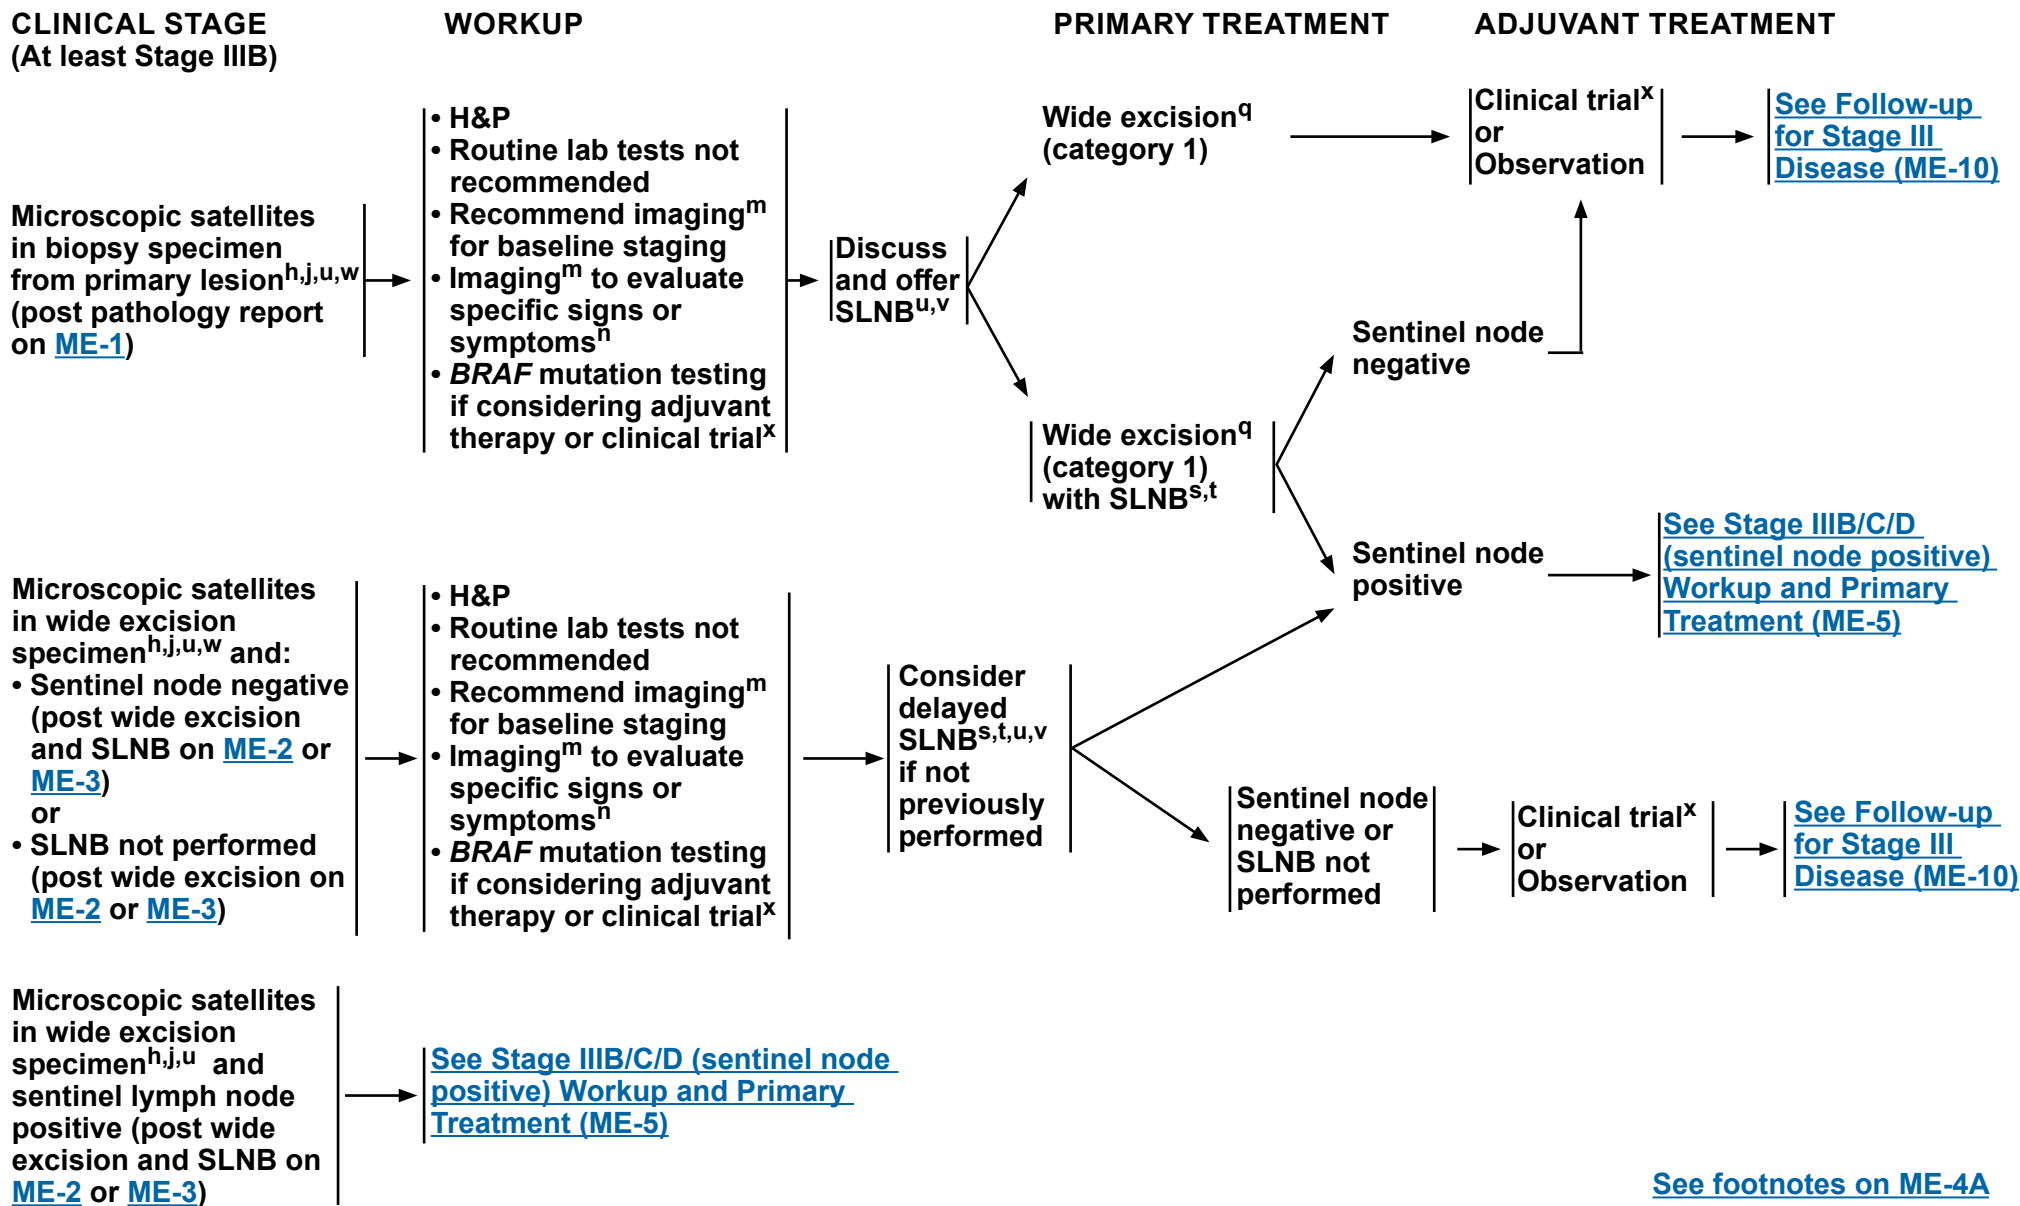 CLINICAL STAGE
(At least Stage IIIB)
WORKUP
PRIMARY TREATMENT
ADJUVANT TREATMENT
Microscopic satellites
in biopsy specimen
from primary lesionh,j,u,w
(post pathology report
on ME-1)
• H&P
• Routine lab tests not
recommended
• Recommend imagingm
for baseline staging
• Imagingm to evaluate
specific signs or
symptomsn
• BRAF mutation testing
if considering adjuvant
therapy or clinical trialx
Discuss
and offer
SLNBu,v
Wide excisionq
(category 1)
Clinical trialx
or
Observation
See Follow-up
for Stage III
Disease (ME-10)
Wide excisionq
(category 1)
with SLNBs,t
Sentinel node
negative
Sentinel node
positive
See Stage IIIB/C/D
(sentinel node positive)
Workup and Primary
Treatment (ME-5)
Microscopic satellites
in wide excision
specimenh,j,u,w and:
• Sentinel node negative
(post wide excision
and SLNB on ME-2 or
ME-3)
or
• SLNB not performed
(post wide excision on
ME-2 or ME-3)
• H&P
• Routine lab tests not
recommended
• Recommend imagingm
for baseline staging
• Imagingm to evaluate
specific signs or
symptomsn
• BRAF mutation testing
if considering adjuvant
therapy or clinical trialx
Consider
delayed
SLNBs,t,u,v
if not
previously
performed
Sentinel node
negative or
SLNB not
performed
Clinical trialx
or
Observation
See Follow-up
for Stage III
Disease (ME-10)
Microscopic satellites
in wide excision
specimenh,j,u and
sentinel lymph node
positive (post wide
excision and SLNB on
ME-2 or ME-3)
See Stage IIIB/C/D (sentinel node
positive) Workup and Primary
Treatment (ME-5)
See footnotes on ME-4A